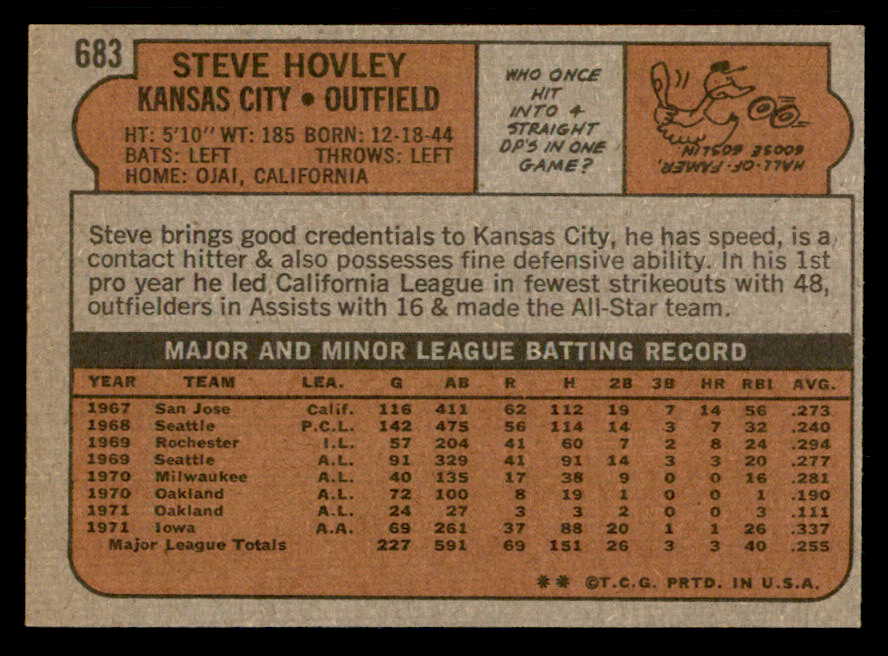 683
STEVE HOVLEY
KANSAS CITY • OUTFIELD
HT: 5'10" WT: 185 BORN: 12-18-44
BATS: LEFT THROWS: LEFT
HOME: OJAI, CALIFORNIA
WHO ONCE
HIT
INTO 4
STRAIGHT
DP'S IN ONE
GAME?
HALL-OF-FAMER,
GOOSE GOSLIN.
Steve brings good credentials to Kansas City, he has speed, is a
contact hitter & also possesses fine defensive ability. In his 1st
pro year he led California League in fewest strikeouts with 48,
outfielders in Assists with 16 & made the All-Star team.
MAJOR AND MINOR LEAGUE BATTING RECORD
YEAR TEAM LEA. G AB R H 2B 3B HR RBI AVG.
1967 San Jose Calif. 116 411 62 112 19 7 14 56 .273
1968 Seattle P.C.L. 142 475 56 114 14 3 7 32 .240
1969 Rochester I.L. 57 204 41 60 7 2 8 24 .294
1969 Seattle A.L. 91 329 41 91 14 3 3 20 .277
1970 Milwaukee A.L. 40 135 17 38 9 0 0 16 .281
1970 Oakland A.L. 72 100 8 19 1 0 0 1 .190
1971 Oakland A.L. 24 27 3 3 2 0 0 3 .111
1971 Iowa A.A. 69 261 37 88 20 1 1 26 .337
Major League Totals 227 591 69 151 26 3 3 40 .255
** ©T.C.G. PRTD. IN U.S.A.